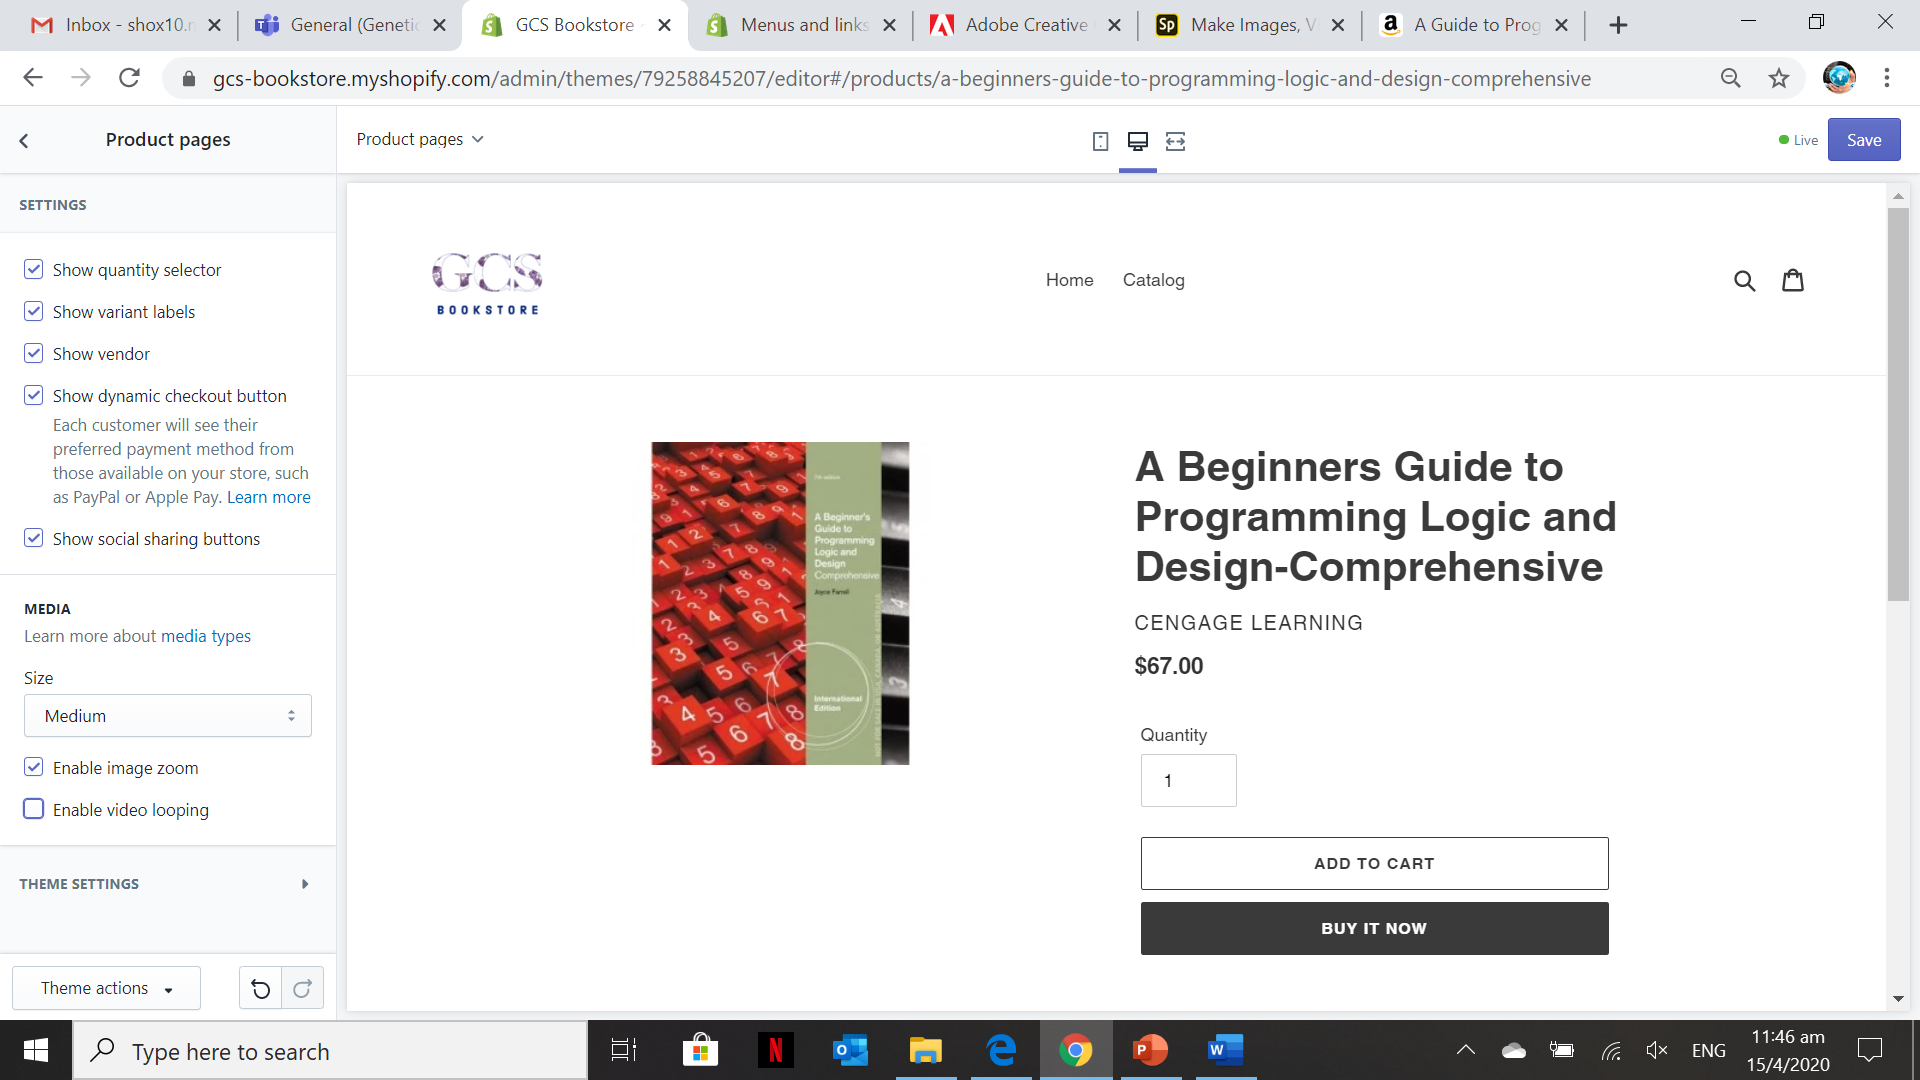 Inbox - shox10.n
General (Genetic
GCS Bookstore
Menus and links
Adobe Creative
Make Images, V
A Guide to Prog
gcs-bookstore.myshopify.com/admin/themes/79258845207/editor#/products/a-beginners-guide-to-programming-logic-and-design-comprehensive
Product pages
Product pages
Live
Save
SETTINGS
Show quantity selector
Show variant labels
Show vendor
Show dynamic checkout button
Each customer will see their
preferred payment method from
those available on your store, such
as PayPal or Apple Pay. Learn more
Show social sharing buttons
MEDIA
Learn more about media types
Size
Medium
Enable image zoom
Enable video looping
THEME SETTINGS
Theme actions
GCS
BOOKSTORE
Home
Catalog
7th edition
A Beginner's
Guide to
Programming
Logic and
Design
Comprehensive
Joyce Farrell
International
Edition
A Beginners Guide to
Programming Logic and
Design-Comprehensive
CENGAGE LEARNING
$67.00
Quantity
1
ADD TO CART
BUY IT NOW
Type here to search
ENG
11:46 am
15/4/2020